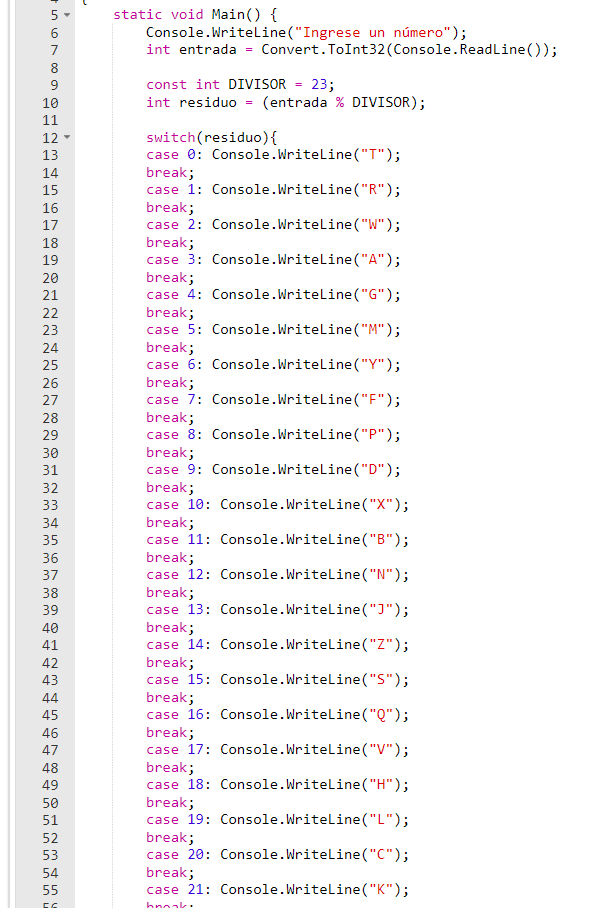 5 static void Main() {
6 Console.WriteLine("Ingrese un número");
7 int entrada = Convert.ToInt32(Console.ReadLine());
8
9 const int DIVISOR = 23;
10 int residuo = (entrada % DIVISOR);
11
12 switch(residuo){
13 case 0: Console.WriteLine("T");
14 break;
15 case 1: Console.WriteLine("R");
16 break;
17 case 2: Console.WriteLine("W");
18 break;
19 case 3: Console.WriteLine("A");
20 break;
21 case 4: Console.WriteLine("G");
22 break;
23 case 5: Console.WriteLine("M");
24 break;
25 case 6: Console.WriteLine("Y");
26 break;
27 case 7: Console.WriteLine("F");
28 break;
29 case 8: Console.WriteLine("P");
30 break;
31 case 9: Console.WriteLine("D");
32 break;
33 case 10: Console.WriteLine("X");
34 break;
35 case 11: Console.WriteLine("B");
36 break;
37 case 12: Console.WriteLine("N");
38 break;
39 case 13: Console.WriteLine("J");
40 break;
41 case 14: Console.WriteLine("Z");
42 break;
43 case 15: Console.WriteLine("S");
44 break;
45 case 16: Console.WriteLine("Q");
46 break;
47 case 17: Console.WriteLine("V");
48 break;
49 case 18: Console.WriteLine("H");
50 break;
51 case 19: Console.WriteLine("L");
52 break;
53 case 20: Console.WriteLine("C");
54 break;
55 case 21: Console.WriteLine("K");